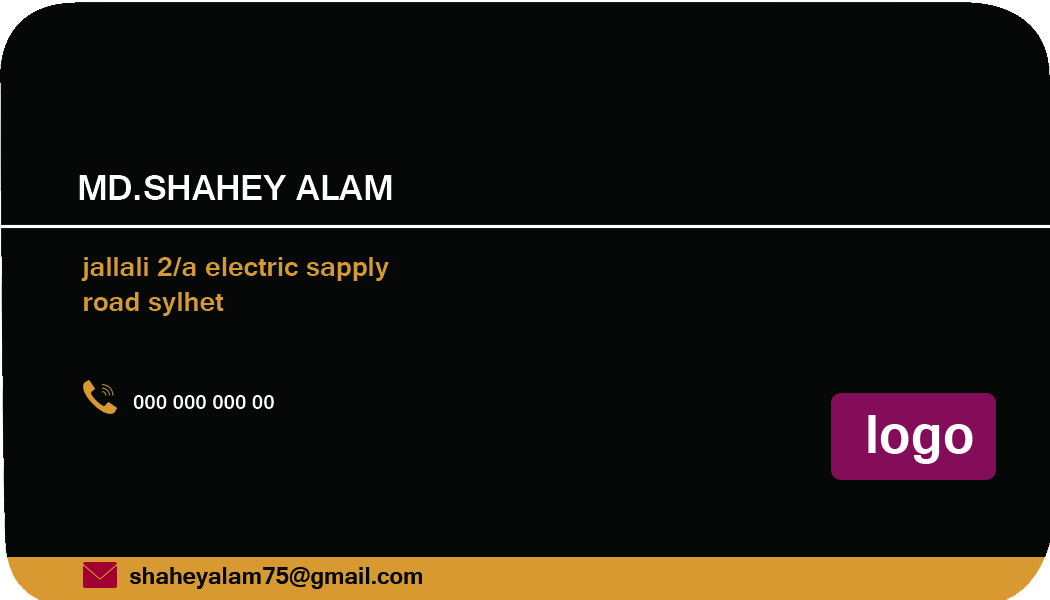 MD.SHAHEY ALAM
jallali 2/a electric sapply
road sylhet
000 000 000 00
logo
shaheyalam75@gmail.com